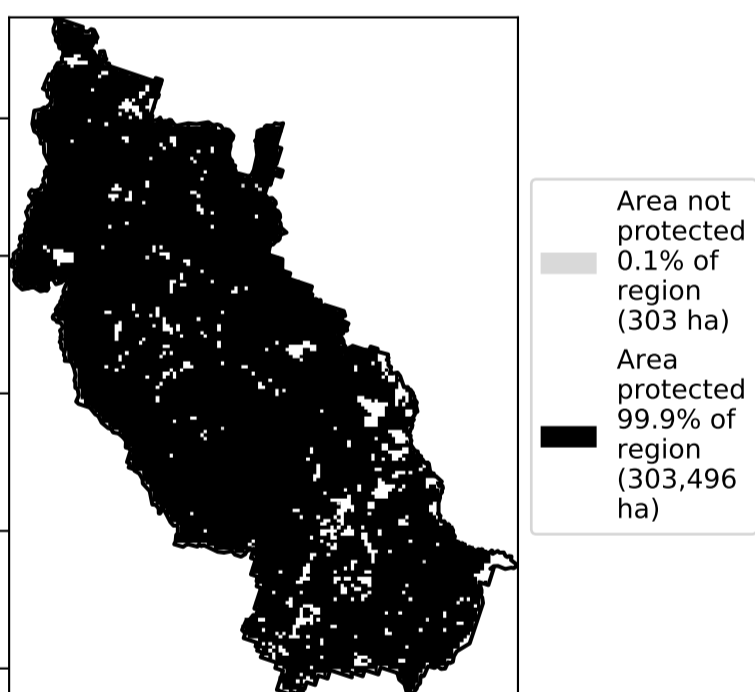 Area not
protected
0.1% of
region
(303 ha)
Area
protected
99.9% of
region
(303,496
ha)